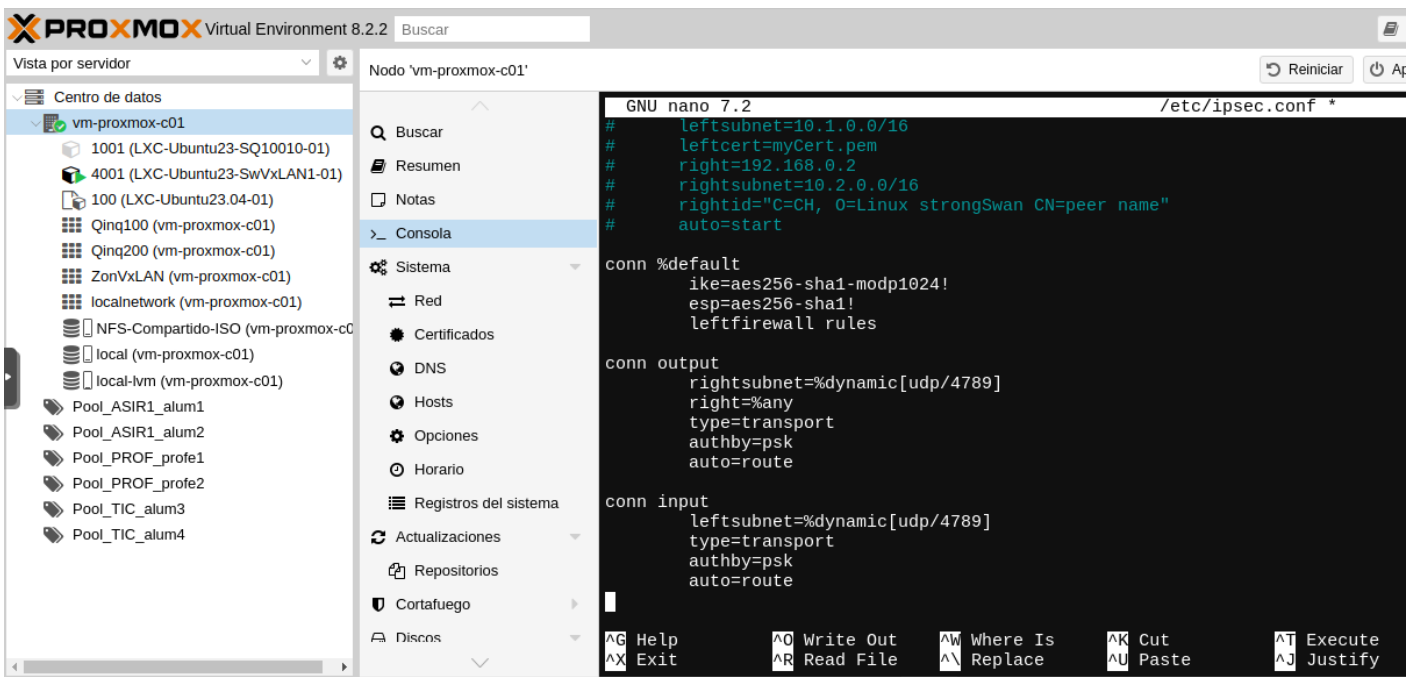 PROXMOX Virtual Environment 8.2.2 Buscar
Vista por servidor
Centro de datos
vm-proxmox-c01
1001 (LXC-Ubuntu23-SQ10010-01)
4001 (LXC-Ubuntu23-SwVxLAN1-01)
100 (LXC-Ubuntu23.04-01)
Qinq100 (vm-proxmox-c01)
Qinq200 (vm-proxmox-c01)
ZonVxLAN (vm-proxmox-c01)
localnetwork (vm-proxmox-c01)
NFS-Compartido-ISO (vm-proxmox-c0
local (vm-proxmox-c01)
local-lvm (vm-proxmox-c01)
Pool_ASIR1_alum1
Pool_ASIR1_alum2
Pool_PROF_profe1
Pool_PROF_profe2
Pool_TIC_alum3
Pool_TIC_alum4
Nodo 'vm-proxmox-c01'
Reiniciar
Ap
Buscar
Resumen
Notas
>_ Consola
Sistema
Red
Certificados
DNS
Hosts
Opciones
Horario
Registros del sistema
Actualizaciones
Repositorios
Cortafuego
Discos
GNU nano 7.2 /etc/ipsec.conf *
# leftsubnet=10.1.0.0/16
# leftcert=myCert.pem
# right=192.168.0.2
# rightsubnet=10.2.0.0/16
# rightid="C=CH, O=Linux strongSwan CN=peer name"
# auto=start
conn %default
ike=aes256-sha1-modp1024!
esp=aes256-sha1!
leftfirewall rules
conn output
rightsubnet=%dynamic[udp/4789]
right=%any
type=transport
authby=psk
auto=route
conn input
leftsubnet=%dynamic[udp/4789]
type=transport
authby=psk
auto=route
^G Help ^O Write Out ^W Where Is ^K Cut ^T Execute
^X Exit ^R Read File ^\ Replace ^U Paste ^J Justify